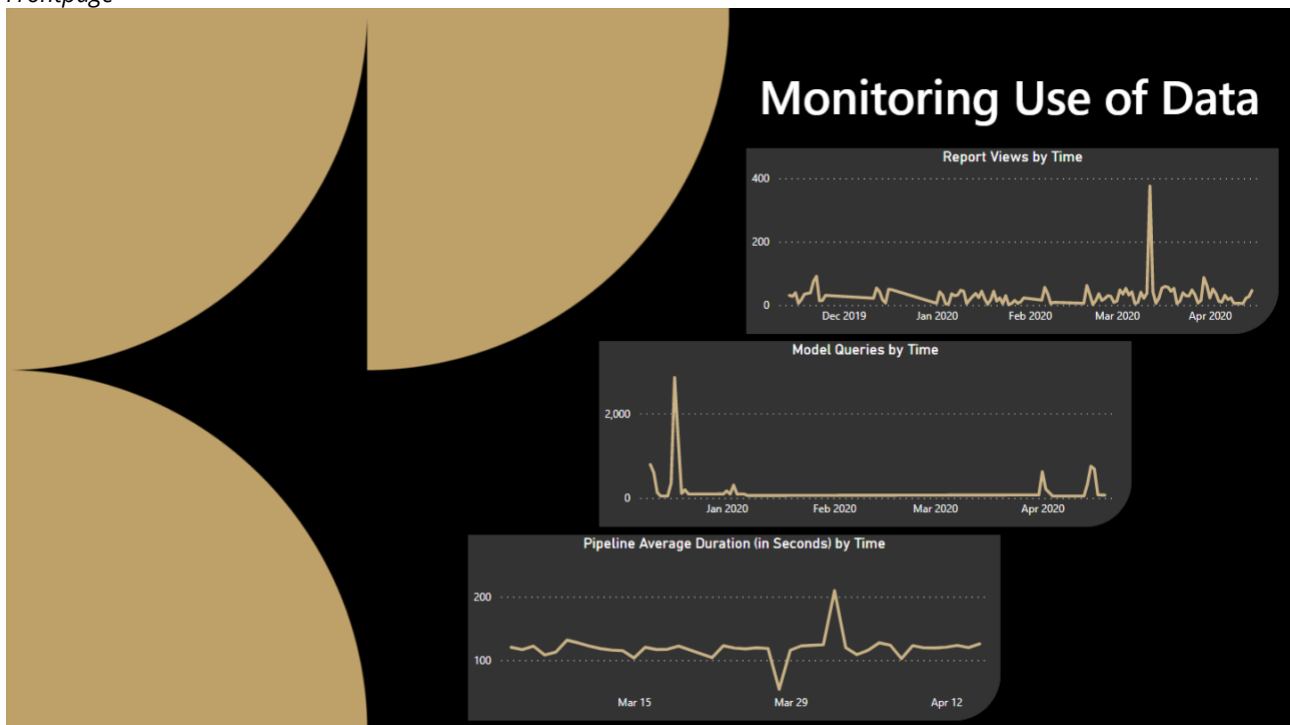 Frontpage
Monitoring Use of Data
Report Views by Time
400
200
0
Dec 2019 Jan 2020 Feb 2020 Mar 2020 Apr 2020
Model Queries by Time
2,000
0
Jan 2020 Feb 2020 Mar 2020 Apr 2020
Pipeline Average Duration (in Seconds) by Time
200
100
Mar 15 Mar 29 Apr 12